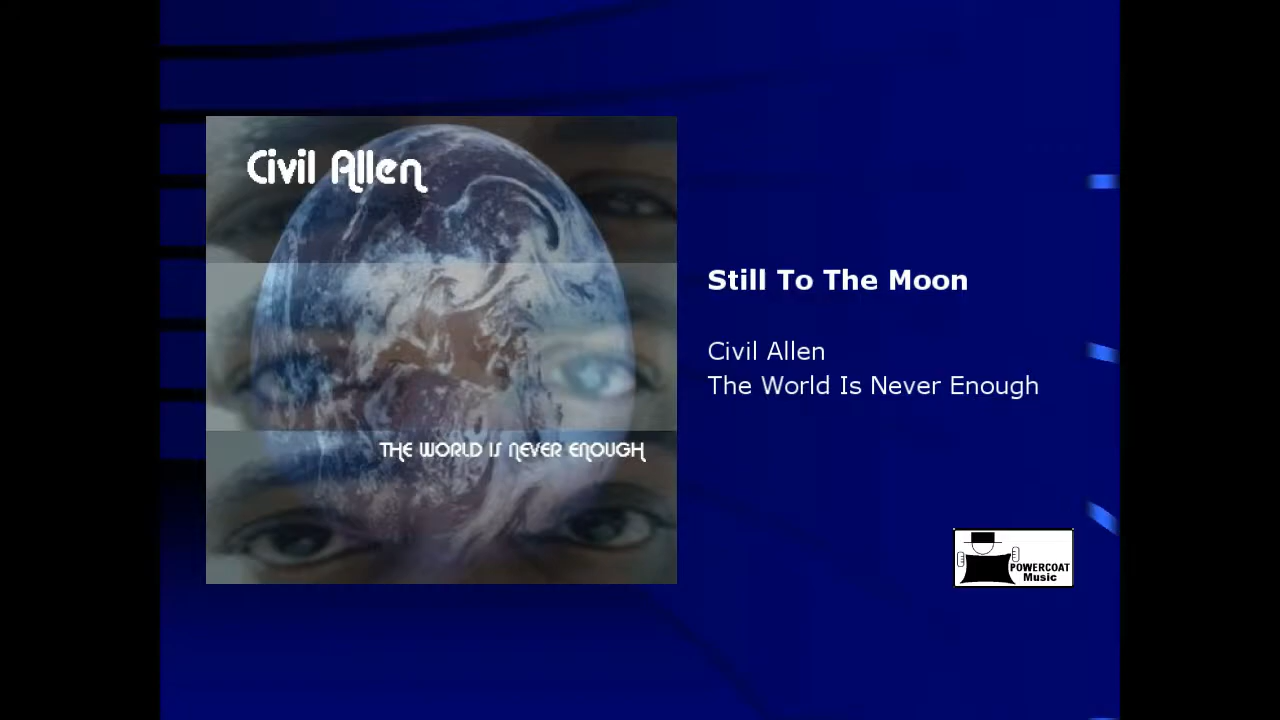 Civil Allen
THE WORLD IS NEVER ENOUGH
Still To The Moon
Civil Allen
The World Is Never Enough
POWERCOAT
Music